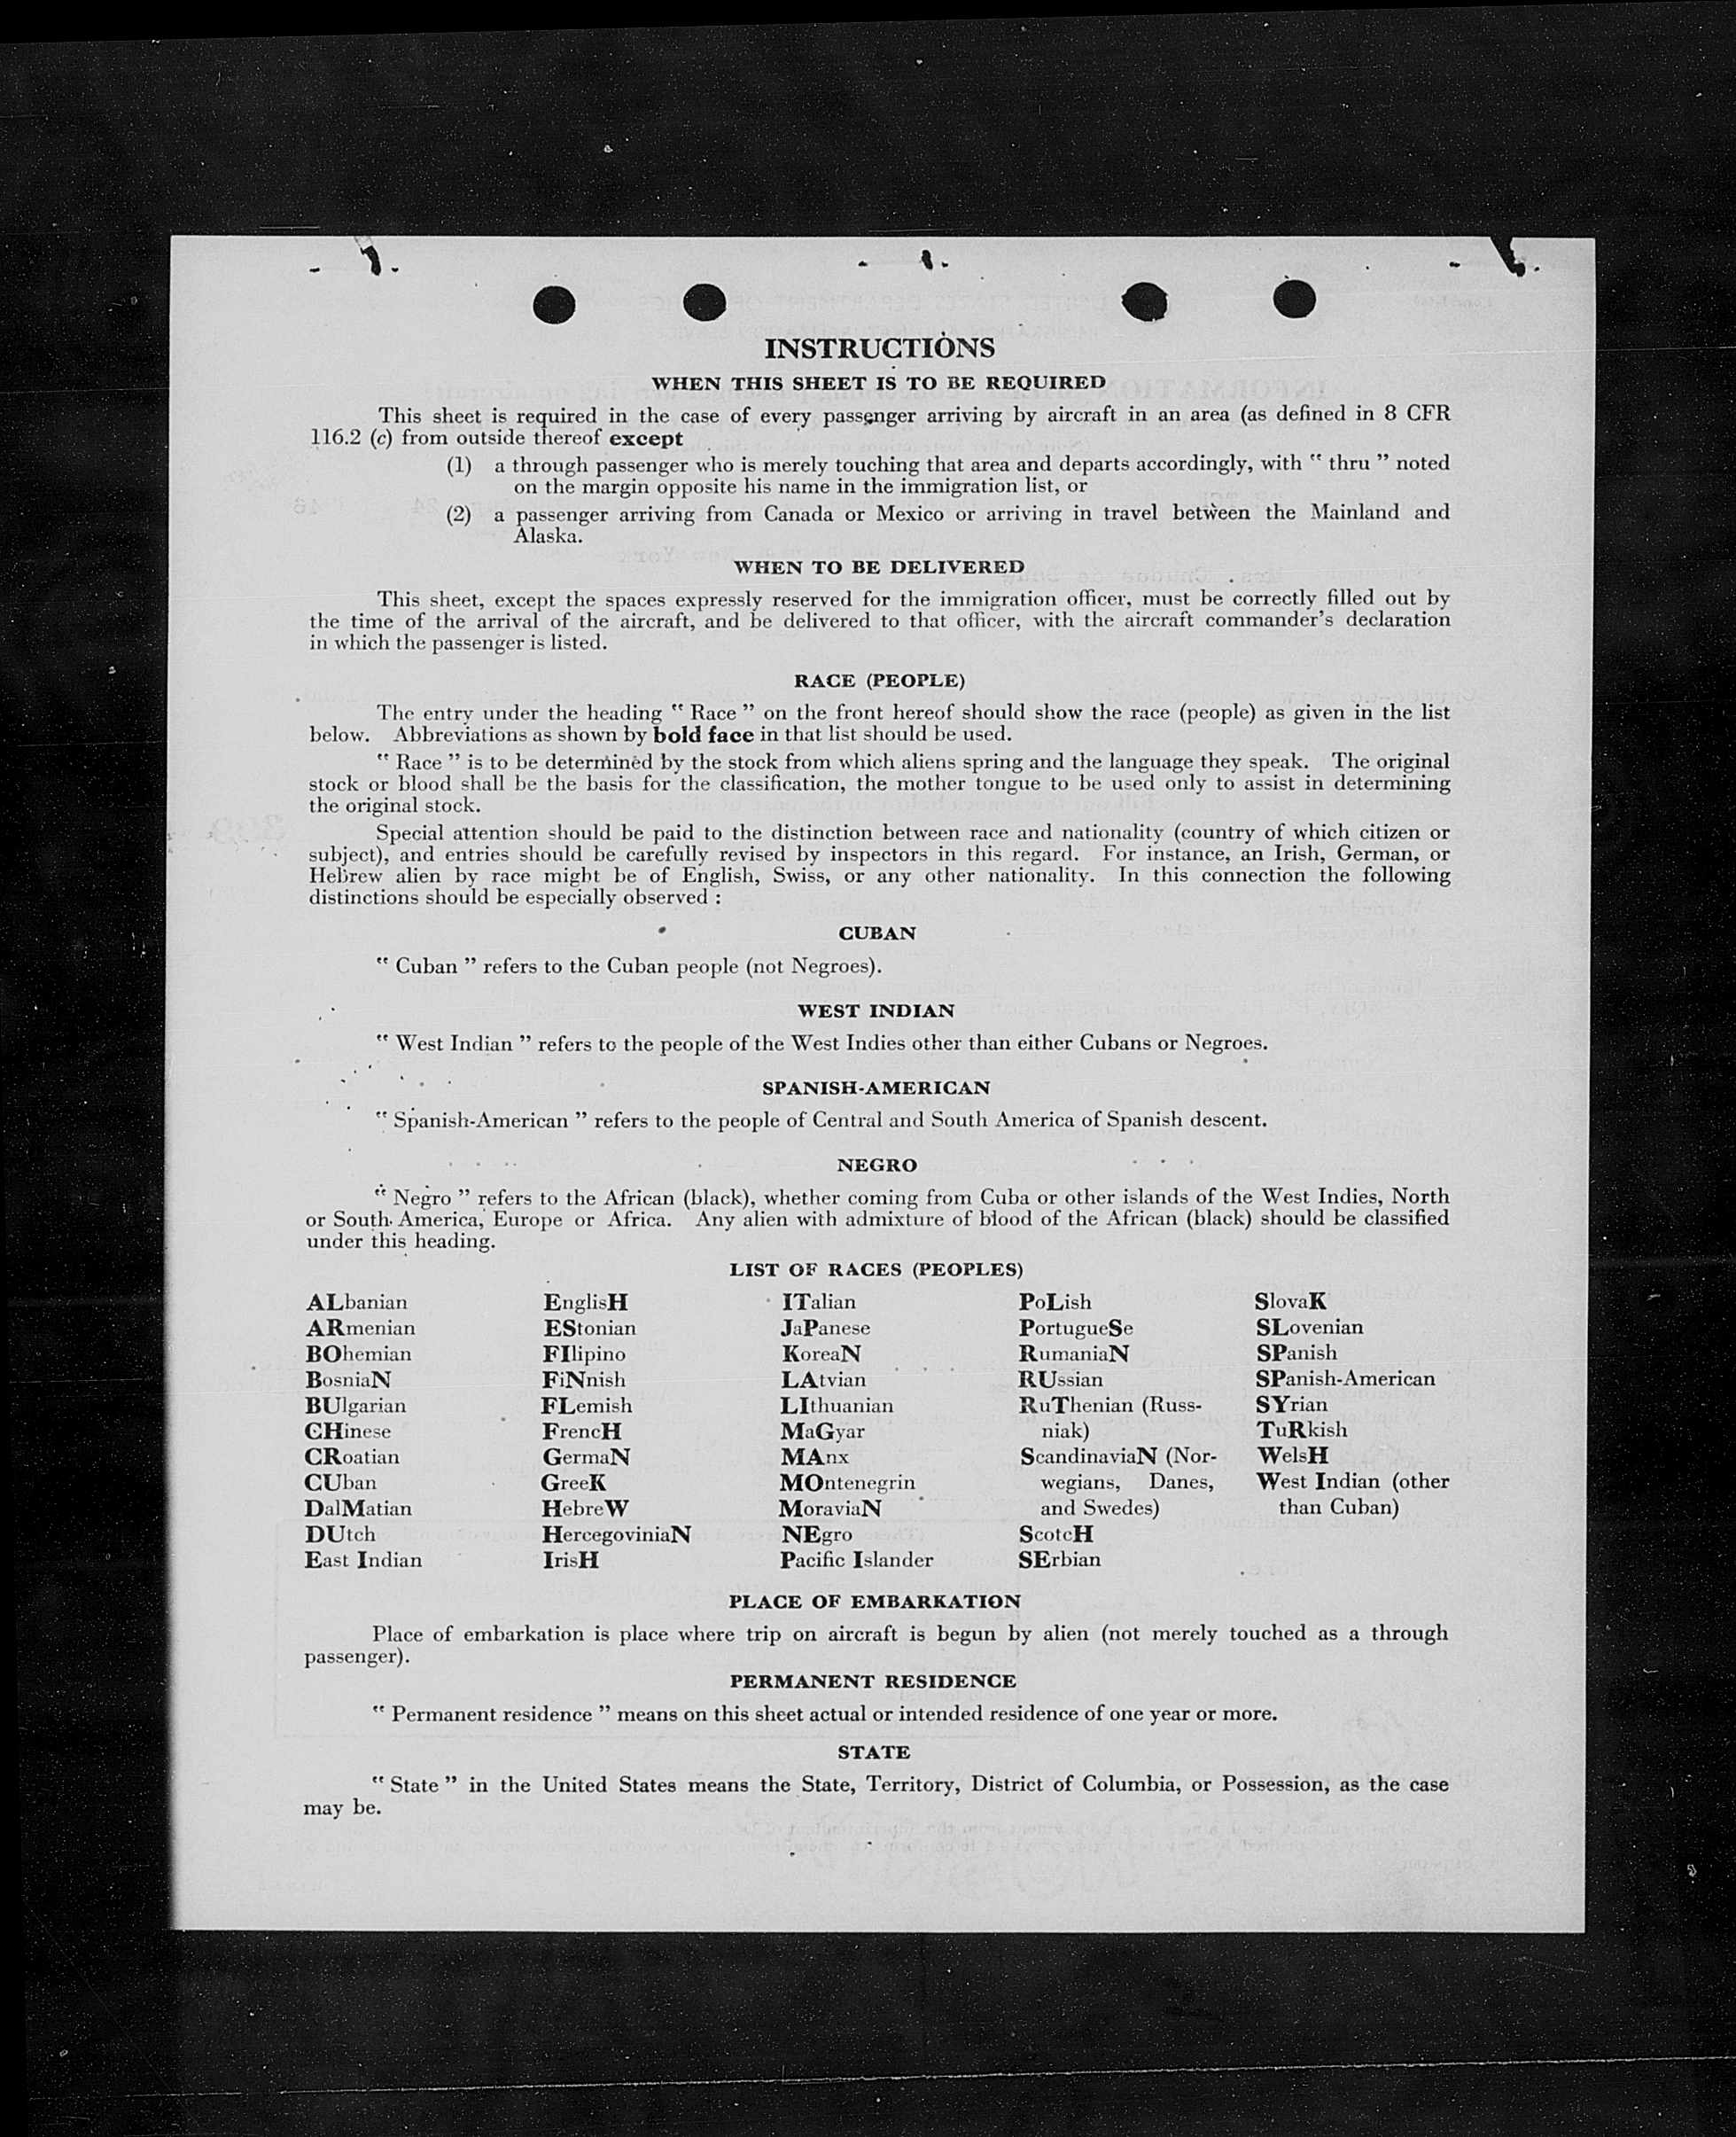 INSTRUCTIONS
WHEN THIS SHEET IS TO BE REQUIRED
This sheet is required in the case of every passenger arriving by aircraft in an area (as defined in 8 CFR
116.2 (c) from outside thereof except
(1) a through passenger who is merely touching that area and departs accordingly, with " thru " noted
on the margin opposite his name in the immigration list, or
(2) a passenger arriving from Canada or Mexico or arriving in travel between the Mainland and
Alaska.
WHEN TO BE DELIVERED
This sheet, except the spaces expressly reserved for the immigration officer, must be correctly filled out by
the time of the arrival of the aircraft, and be delivered to that officer, with the aircraft commander's declaration
in which the passenger is listed.
RACE (PEOPLE)
The entry under the heading " Race " on the front hereof should show the race (people) as given in the list
below. Abbreviations as shown by bold face in that list should be used.
" Race " is to be determined by the stock from which aliens spring and the language they speak. The original
stock or blood shall be the basis for the classification, the mother tongue to be used only to assist in determining
the original stock.
Special attention should be paid to the distinction between race and nationality (country of which citizen or
subject), and entries should be carefully revised by inspectors in this regard. For instance, an Irish, German, or
Hebrew alien by race might be of English, Swiss, or any other nationality. In this connection the following
distinctions should be especially observed :
CUBAN
" Cuban " refers to the Cuban people (not Negroes).
WEST INDIAN
" West Indian " refers to the people of the West Indies other than either Cubans or Negroes.
SPANISH-AMERICAN
" Spanish-American " refers to the people of Central and South America of Spanish descent.
NEGRO
" Negro " refers to the African (black), whether coming from Cuba or other islands of the West Indies, North
or South America, Europe or Africa. Any alien with admixture of blood of the African (black) should be classified
under this heading.
LIST OF RACES (PEOPLES)
ALbanian
ARmenian
BOhemian
BosniaN
BUlgarian
CHinese
CRoatian
CUban
DalMatian
DUtch
East Indian
EnglisH
EStonian
FIlipino
FiNnish
FLemish
FrencH
GermaN
GreeK
HebreW
HercegoviniaN
IrisH
ITalian
JaPanese
KoreaN
LAtvian
LIthuanian
MaGyar
MAnx
MOntenegrin
MoraviaN
NEgro
Pacific Islander
PoLish
PortugueSe
RumaniaN
RUssian
RuThenian (Russ-
niak)
ScandinaviaN (Nor-
wegians, Danes,
and Swedes)
ScotcH
SErbian
SlovaK
SLovenian
SPanish
SPanish-American
SYrian
TuRkish
WelsH
West Indian (other
than Cuban)
PLACE OF EMBARKATION
Place of embarkation is place where trip on aircraft is begun by alien (not merely touched as a through
passenger).
PERMANENT RESIDENCE
" Permanent residence " means on this sheet actual or intended residence of one year or more.
STATE
" State " in the United States means the State, Territory, District of Columbia, or Possession, as the case
may be.